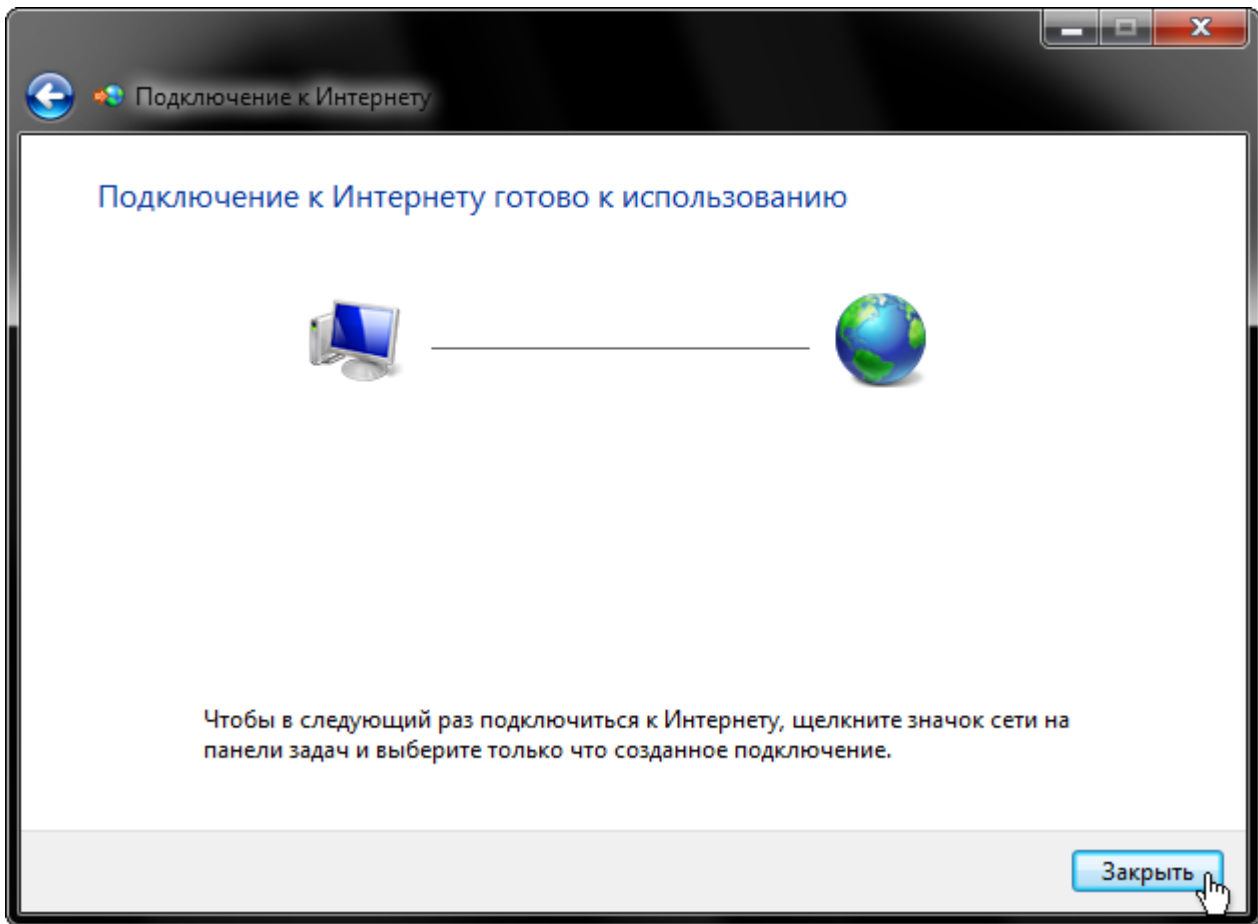 Подключение к Интернету
Подключение к Интернету готово к использованию
Чтобы в следующий раз подключиться к Интернету, щелкните значок сети на
панели задач и выберите только что созданное подключение.
Закрыть